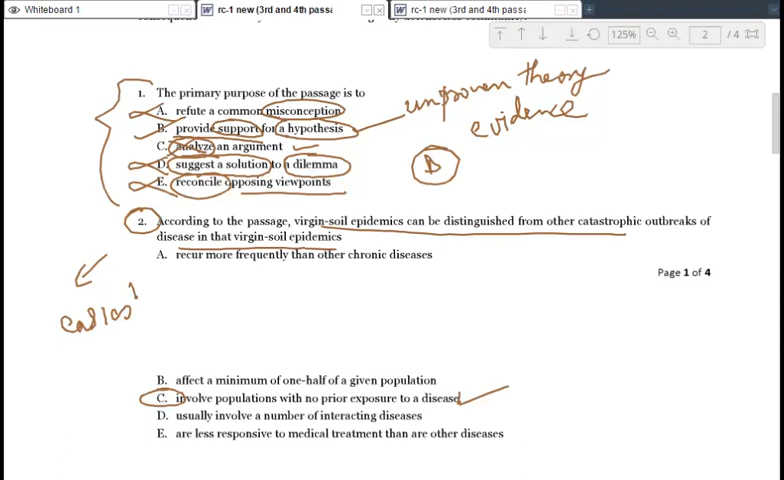 Whiteboard 1
rc-1 new (3rd and 4th passa
rc-1 new (3rd and 4th passa
125%
2
/ 4
1. The primary purpose of the passage is to
A. refute a common misconception
B. provide support for a hypothesis
C. analyze an argument
D. suggest a solution to a dilemma
E. reconcile opposing viewpoints
unproven theory
evidence
B
2. According to the passage, virgin-soil epidemics can be distinguished from other catastrophic outbreaks of
disease in that virgin-soil epidemics
A. recur more frequently than other chronic diseases
Page 1 of 4
B. affect a minimum of one-half of a given population
C. involve populations with no prior exposure to a disease
D. usually involve a number of interacting diseases
E. are less responsive to medical treatment than are other diseases